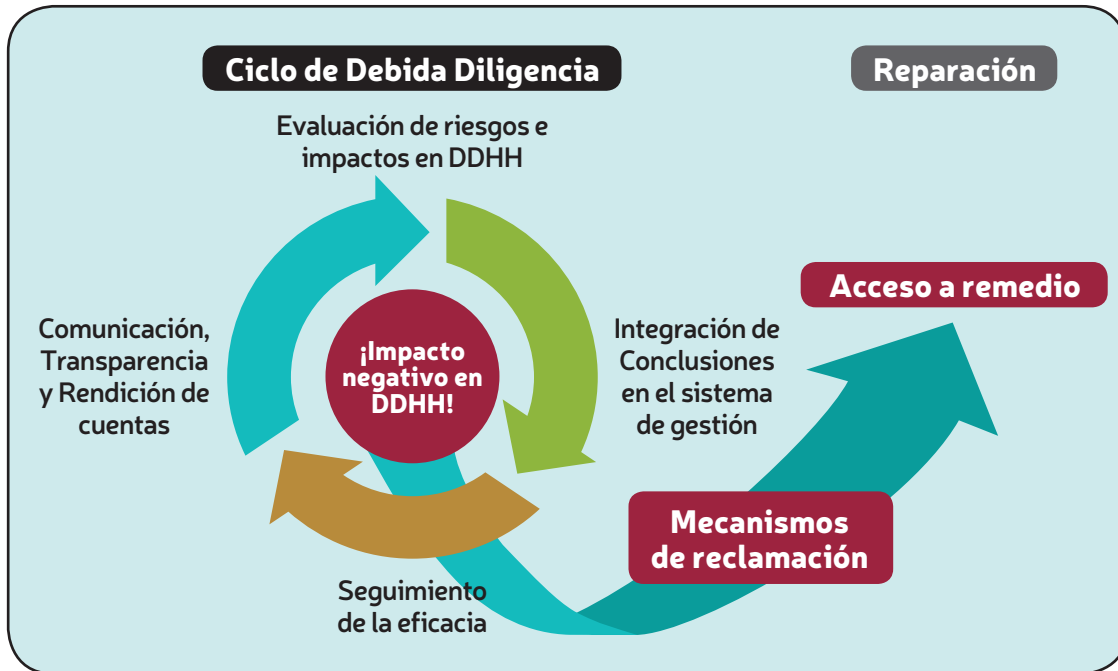 Ciclo de Debida Diligencia
Reparación
Evaluación de riesgos e
impactos en DDHH
Comunicación,
Transparencia
y Rendición de
cuentas
¡Impacto
negativo en
DDHH!
Integración de
Conclusiones
en el sistema
de gestión
Acceso a remedio
Mecanismos
de reclamación
Seguimiento
de la eficacia